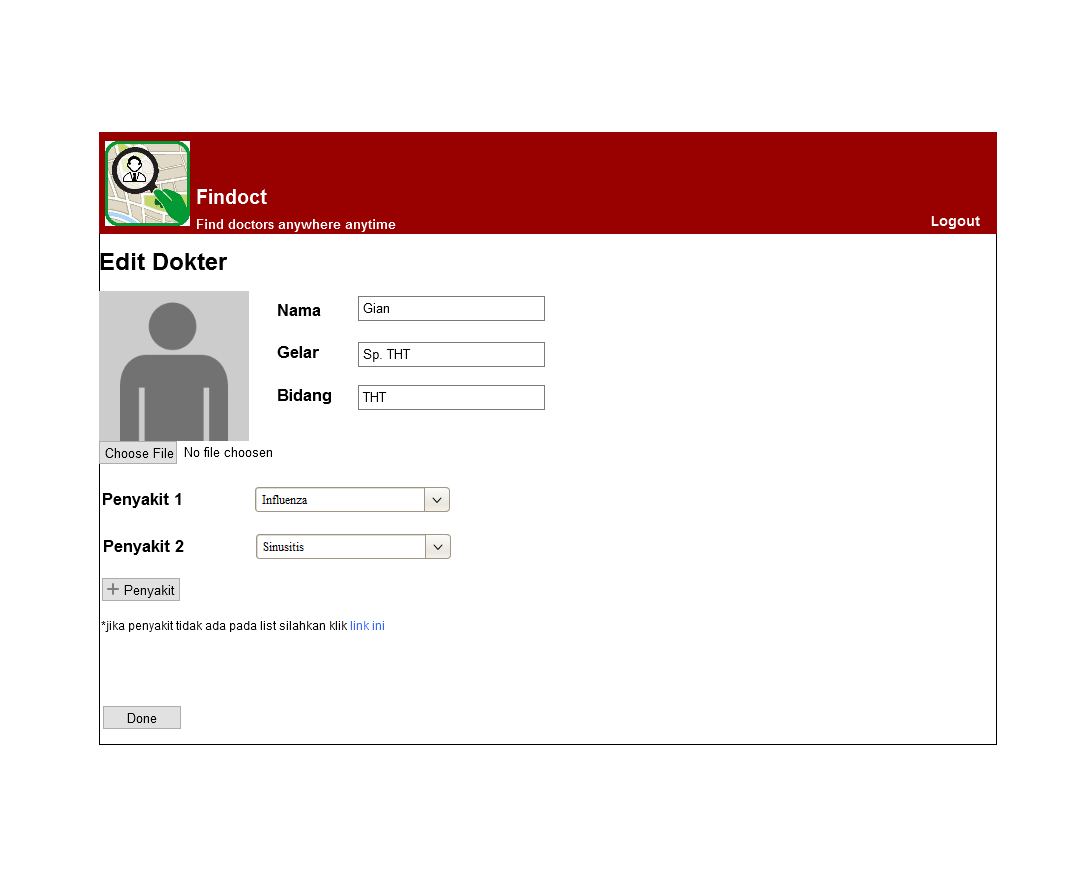 Findoct
Find doctors anywhere anytime
Logout
Edit Dokter
Nama Gian
Gelar Sp. THT
Bidang THT
Choose File No file choosen
Penyakit 1 Influenza
Penyakit 2 Sinusitis
+ Penyakit
*jika penyakit tidak ada pada list silahkan klik link ini
Done